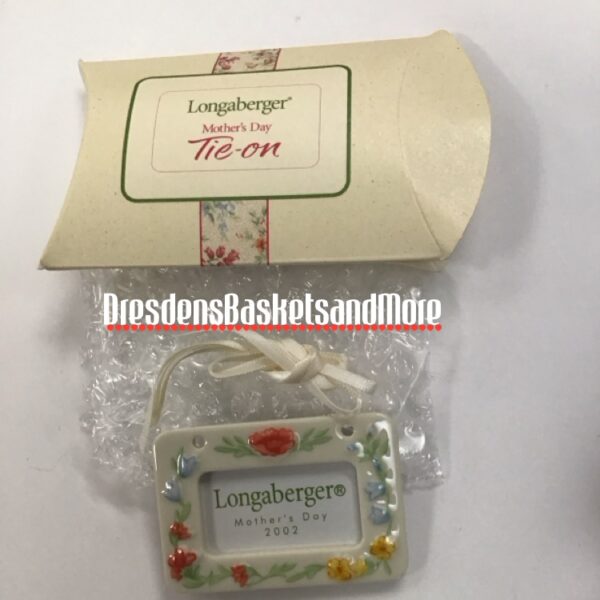 Longaberger®
Mother's Day
Tie-on
DresdensBasketsandMore
Longaberger®
Mother's Day
2002